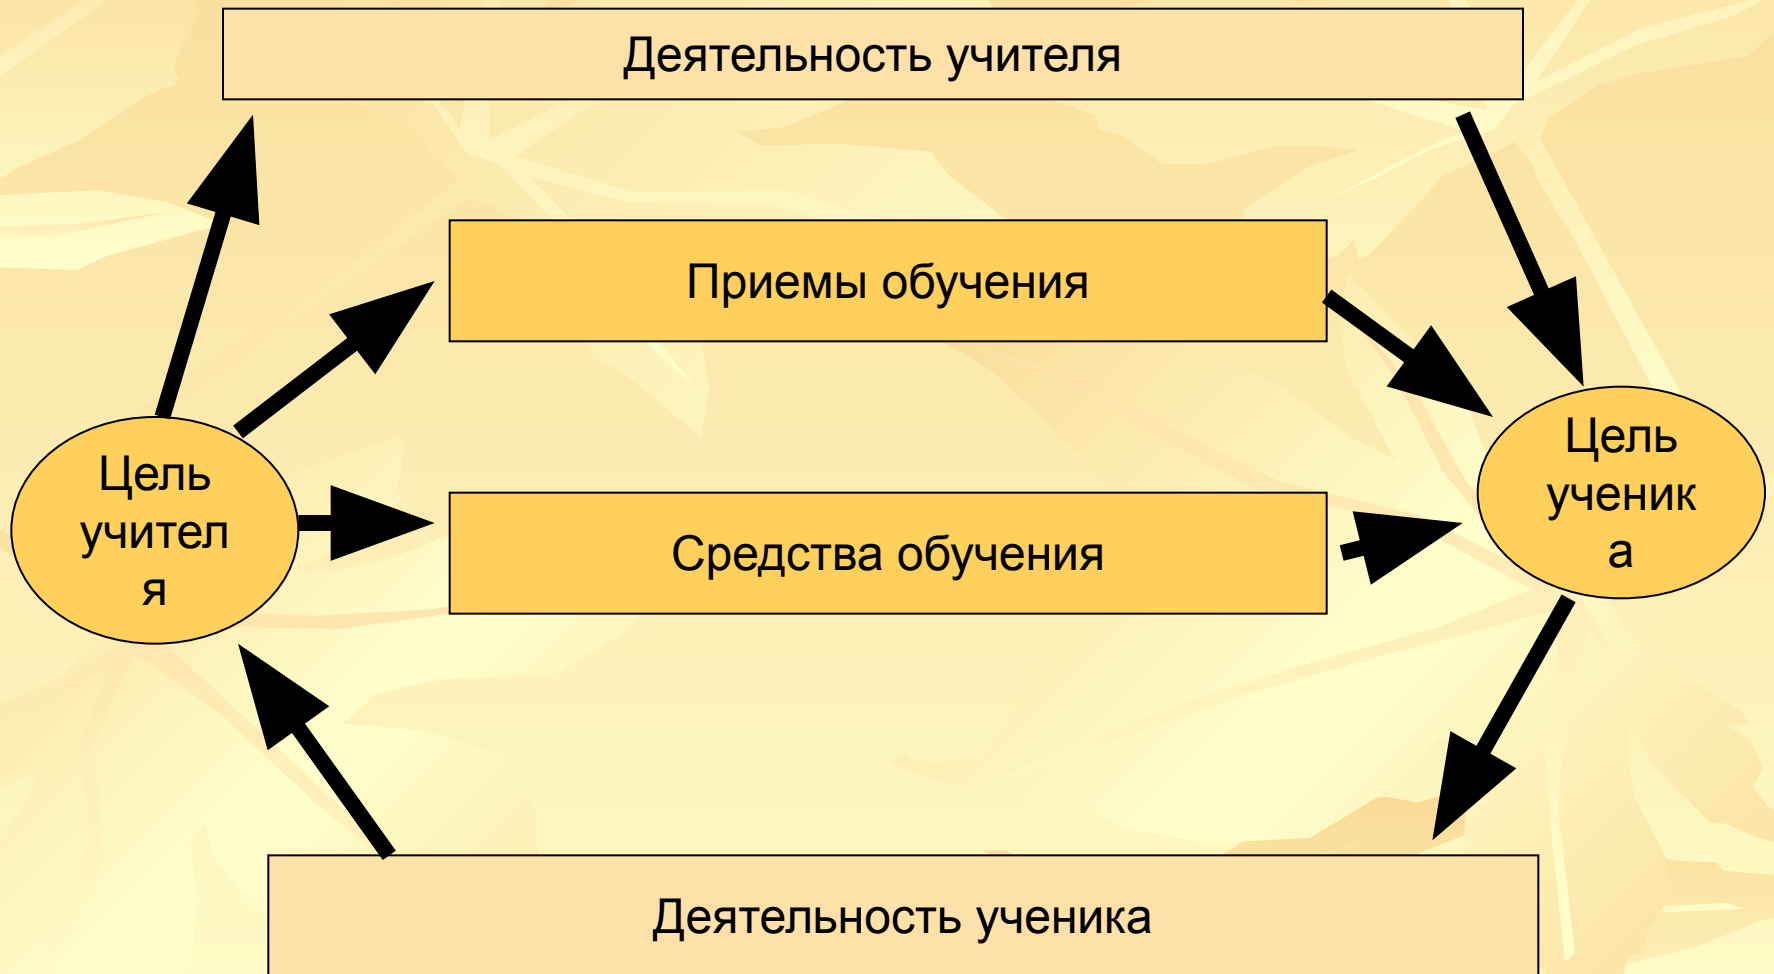 Деятельность учителя
Приемы обучения
Цель
учител
я
Цель
ученик
а
Средства обучения
Деятельность ученика